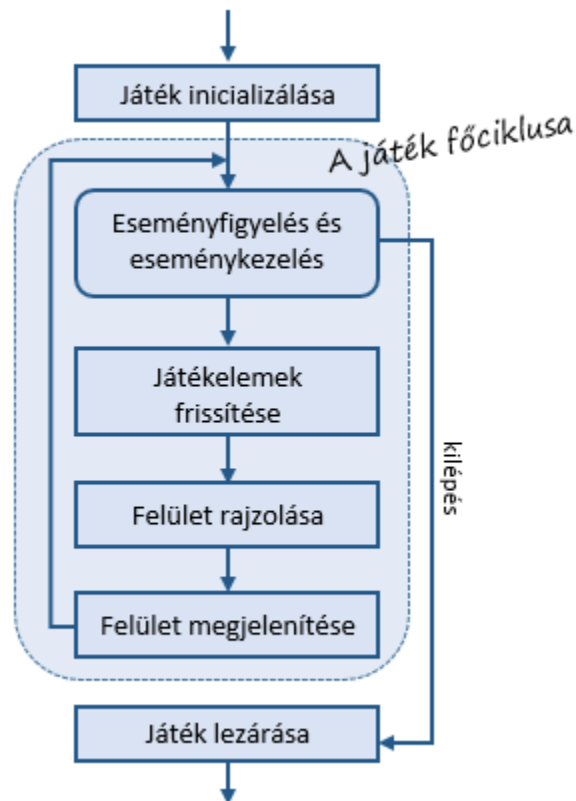 Játék inicializálása
A játék főciklusa
Eseményfigyelés és
eseménykezelés
Játékelemek
frissítése
kilépés
Felület rajzolása
Felület megjelenítése
Játék lezárása